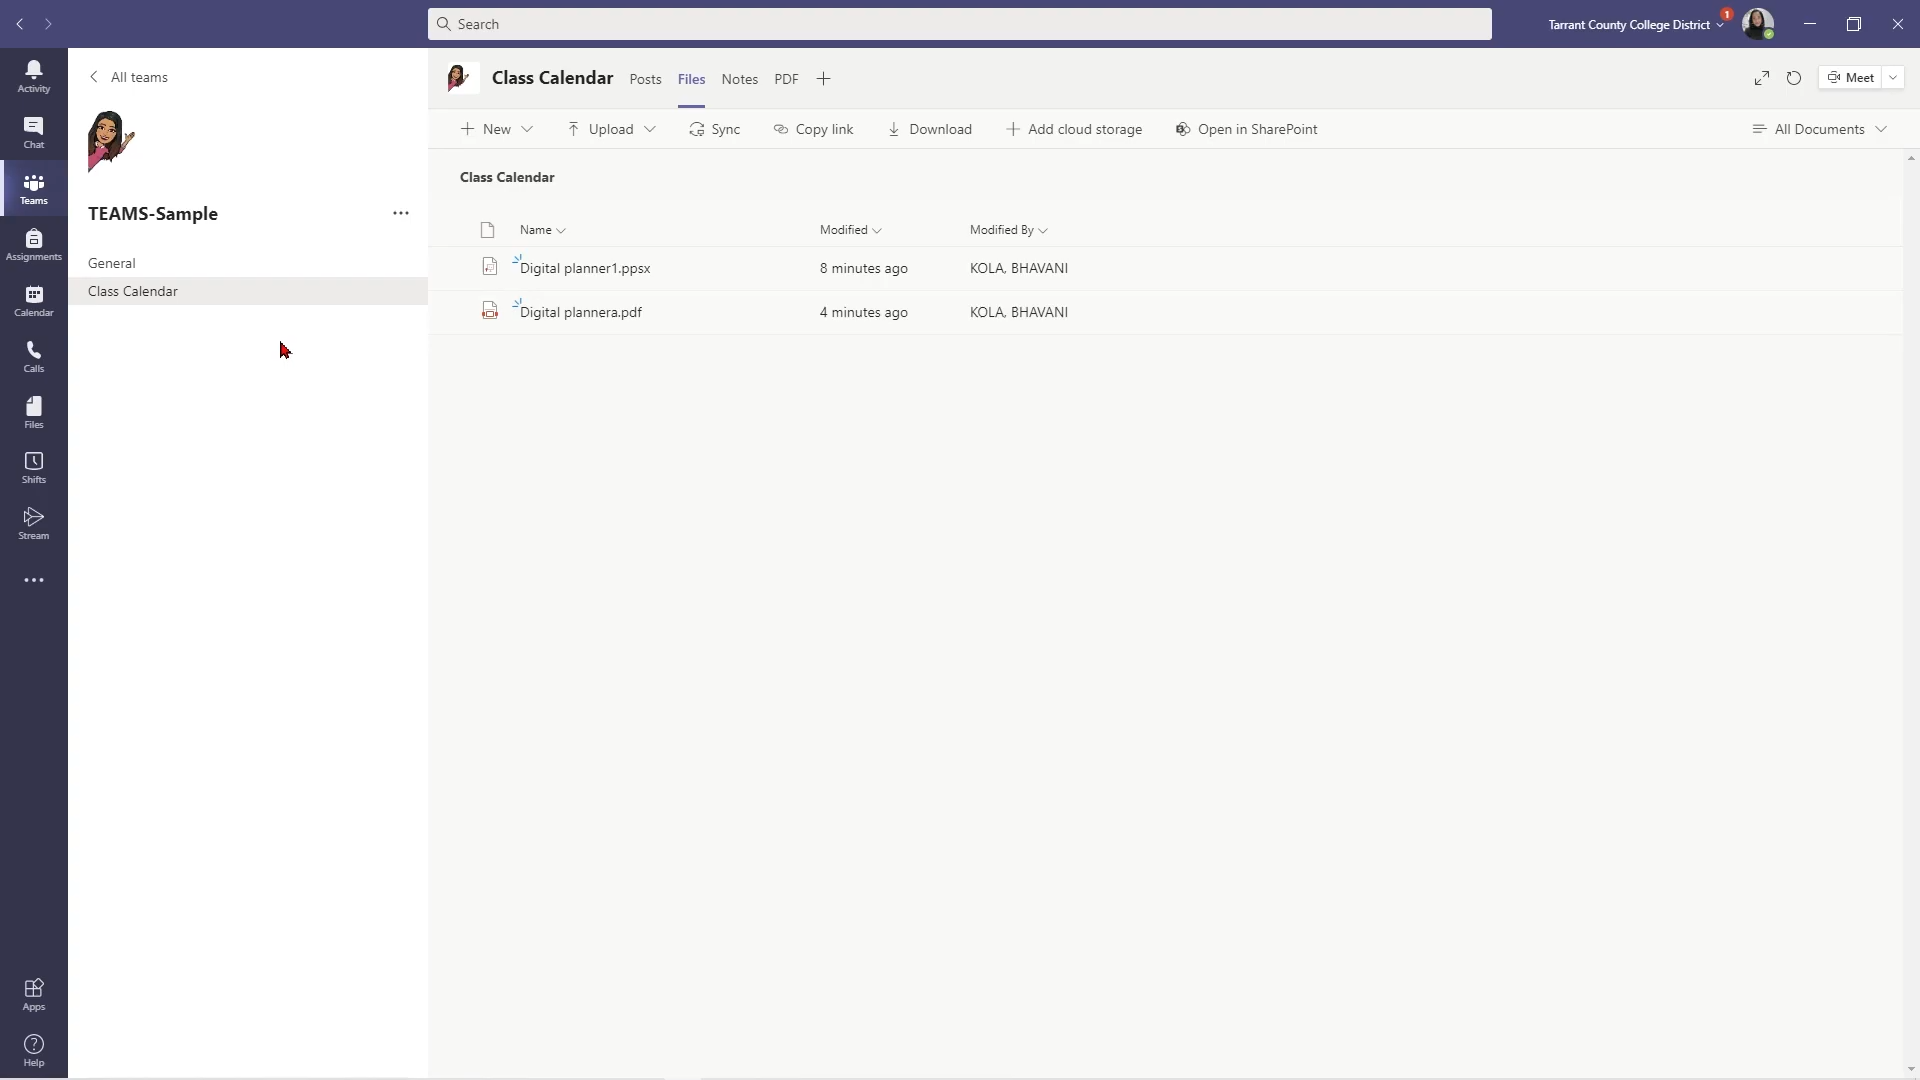 Search
Tarrant County College District
1
Activity
Chat
Teams
Assignments
Calendar
Calls
Files
Shifts
Stream
Apps
Help
All teams
TEAMS-Sample
General
Class Calendar
Class Calendar Posts Files Notes PDF
Meet
New Upload Sync Copy link Download Add cloud storage Open in SharePoint All Documents
Class Calendar
Name Modified Modified By
Digital planner1.ppsx 8 minutes ago KOLA, BHAVANI
Digital plannera.pdf 4 minutes ago KOLA, BHAVANI